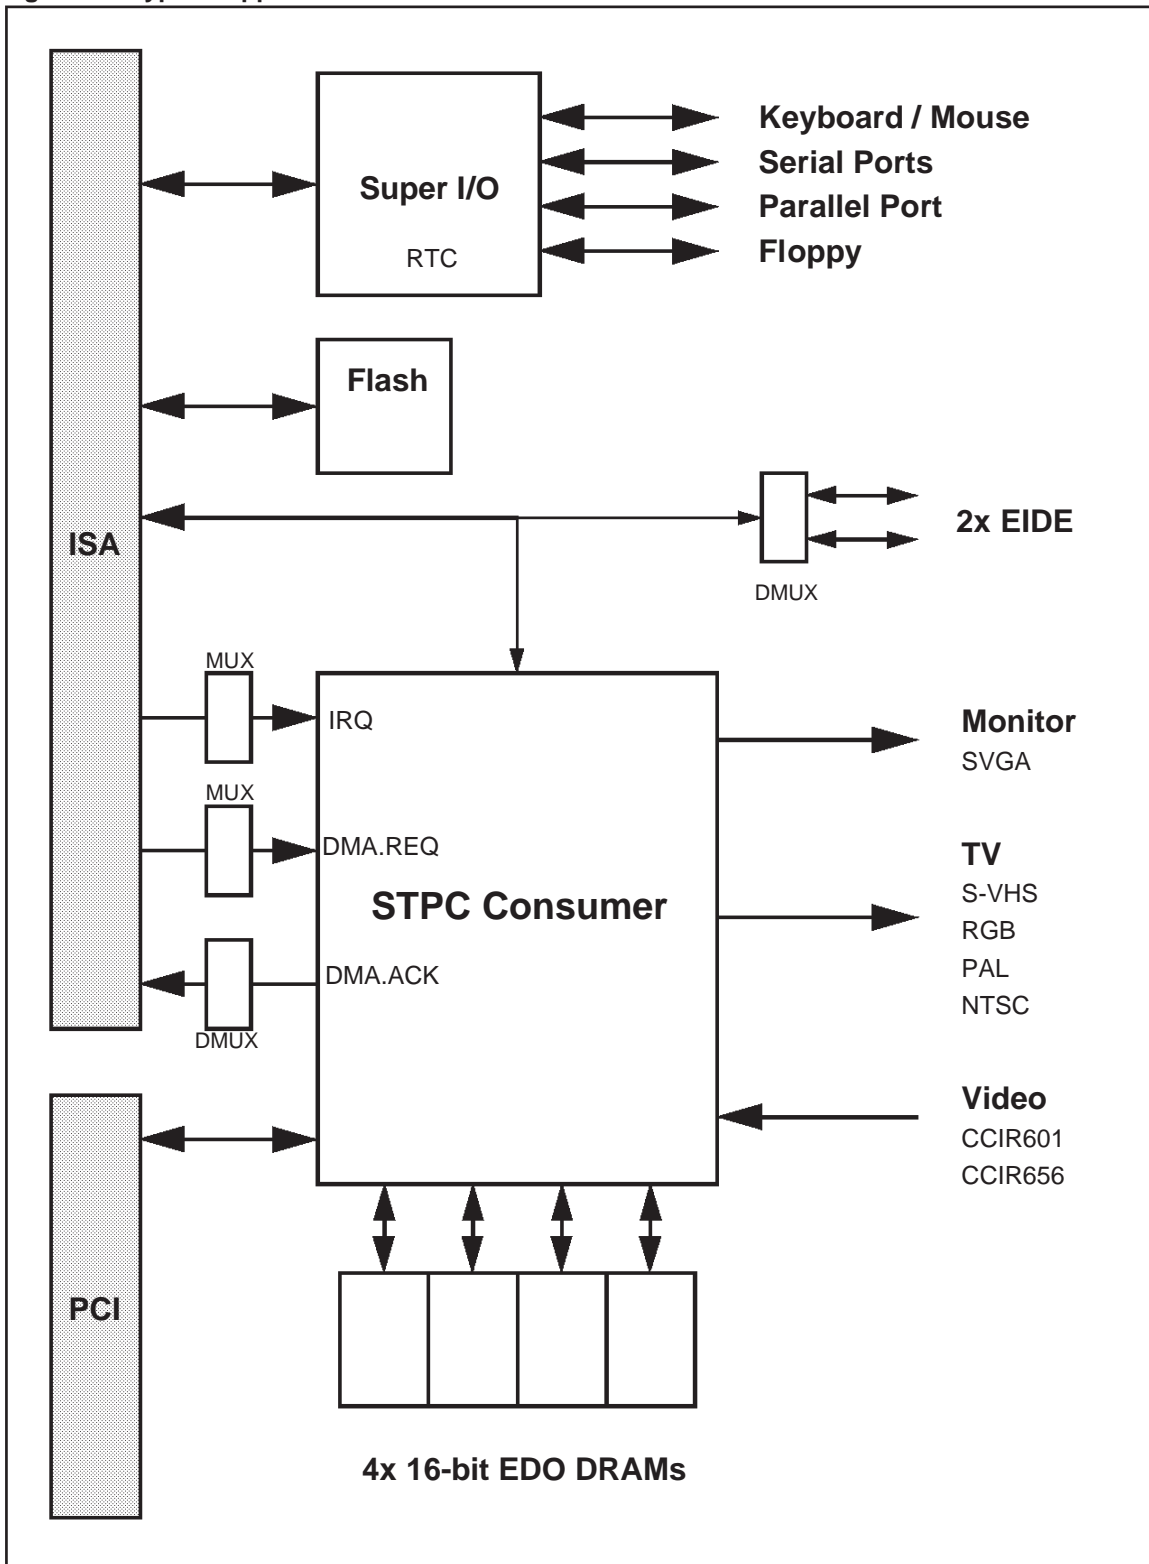 Keyboard / Mouse
Serial Ports
Super I/O
Parallel Port
RTC
Floppy
Flash
ISA
2x EIDE
DMUX
MUX
IRQ
Monitor
SVGA
MUX
DMA.REQ
TV
STPC Consumer
S-VHS
RGB
PAL
NTSC
DMA.ACK
DMUX
Video
CCIR601
CCIR656
PCI
4x 16-bit EDO DRAMs